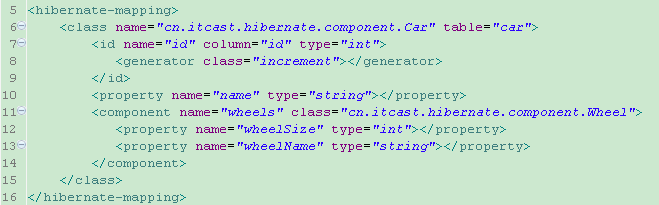 5 <hibernate-mapping>
6 <class name="cn.itcast.hibernate.component.Car" table="car">
7 <id name="id" column="id" type="int">
8 <generator class="increment"></generator>
9 </id>
10 <property name="name" type="string"></property>
11 <component name="wheels" class="cn.itcast.hibernate.component.Wheel">
12 <property name="wheelSize" type="int"></property>
13 <property name="wheelName" type="string"></property>
14 </component>
15 </class>
16 </hibernate-mapping>